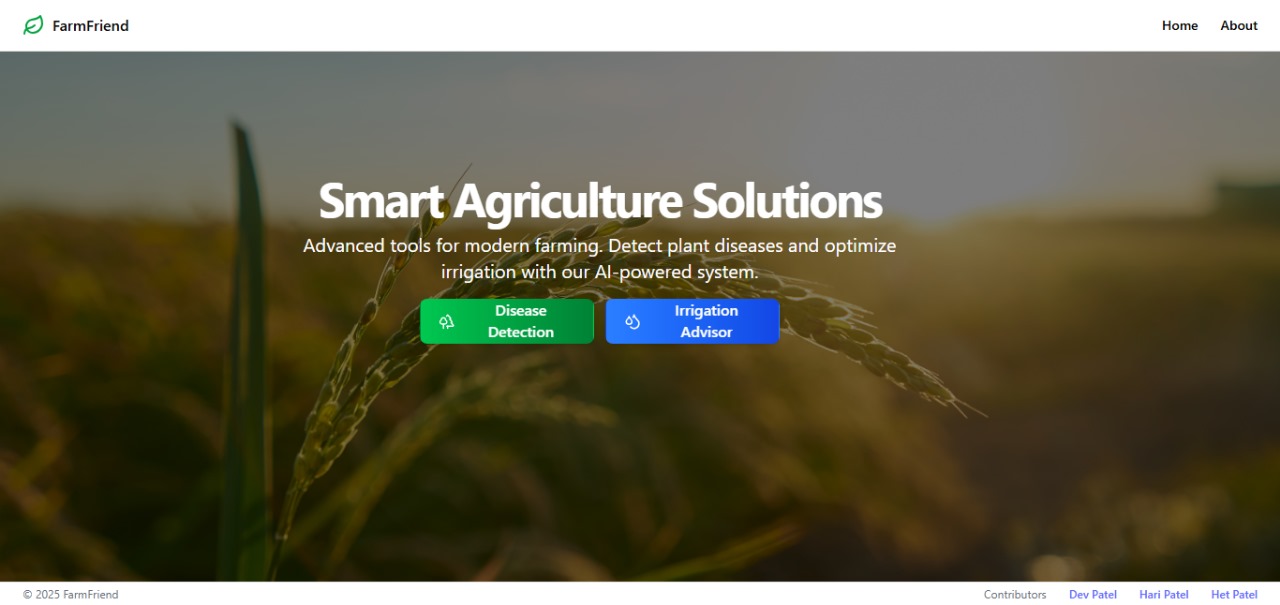 FarmFriend
Home About
Smart Agriculture Solutions
Advanced tools for modern farming. Detect plant diseases and optimize
irrigation with our AI-powered system.
Disease
Detection
Irrigation
Advisor
© 2025 FarmFriend
Contributors Dev Patel Hari Patel Het Patel